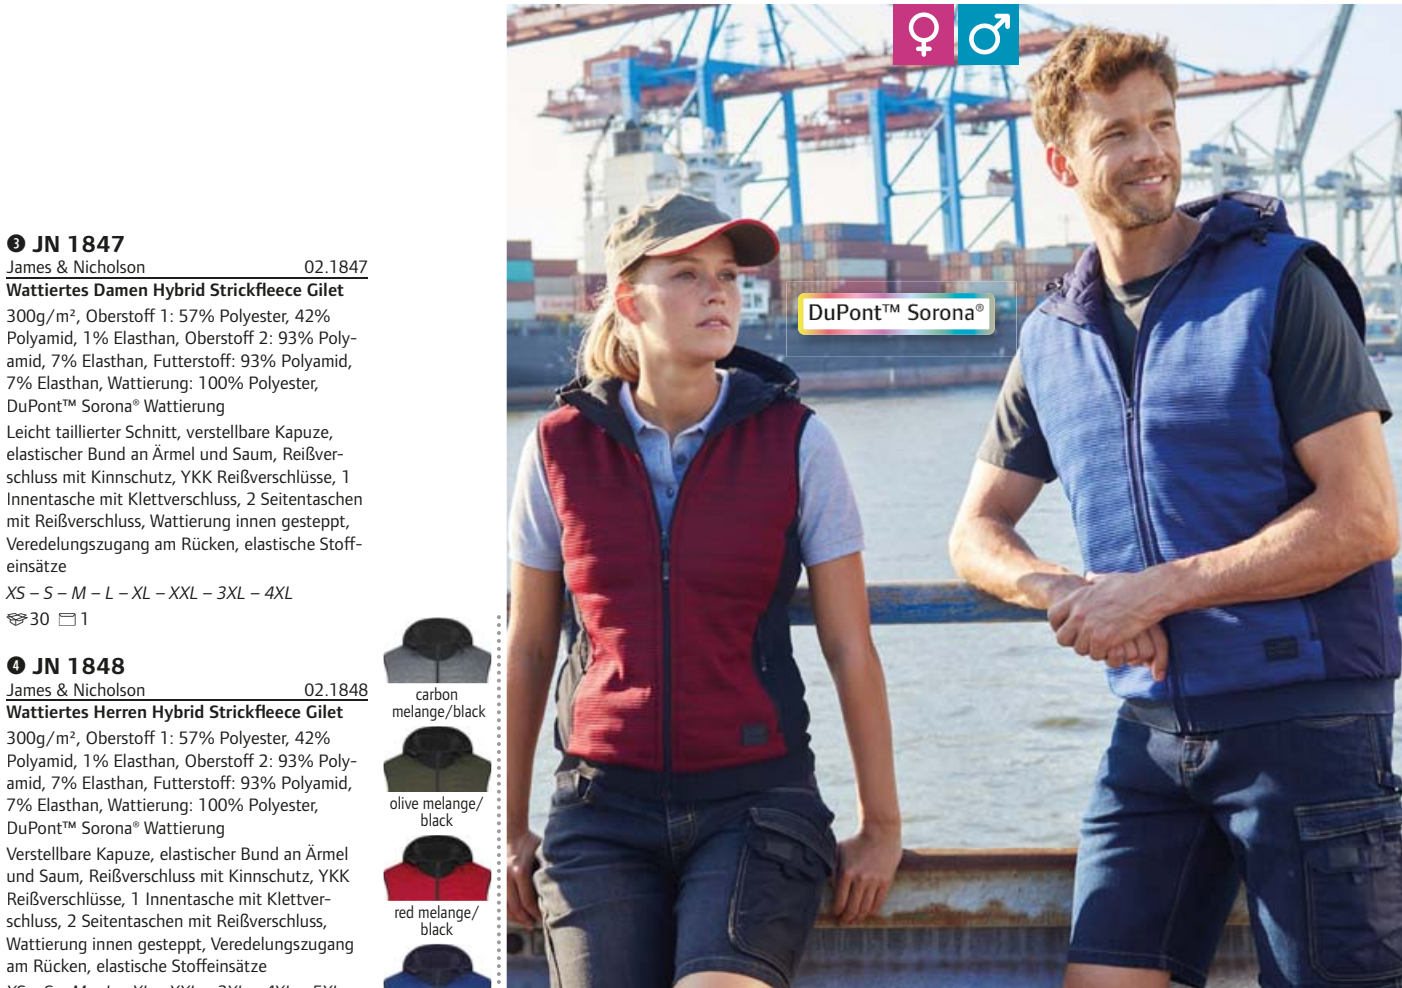 ❸ JN 1847
James & Nicholson 02.1847
Wattiertes Damen Hybrid Strickfleece Gilet
300g/m², Oberstoff 1: 57% Polyester, 42%
Polyamid, 1% Elasthan, Oberstoff 2: 93% Poly-
amid, 7% Elasthan, Futterstoff: 93% Polyamid,
7% Elasthan, Wattierung: 100% Polyester,
DuPont™ Sorona® Wattierung
Leicht taillierter Schnitt, verstellbare Kapuze,
elastischer Bund an Ärmel und Saum, Reißver-
schluss mit Kinnschutz, YKK Reißverschlüsse, 1
Innentasche mit Klettverschluss, 2 Seitentaschen
mit Reißverschluss, Wattierung innen gesteppt,
Veredelungszugang am Rücken, elastische Stoff-
einsätze
XS – S – M – L – XL – XXL – 3XL – 4XL
30 1
❹ JN 1848
James & Nicholson 02.1848
Wattiertes Herren Hybrid Strickfleece Gilet
300g/m², Oberstoff 1: 57% Polyester, 42%
Polyamid, 1% Elasthan, Oberstoff 2: 93% Poly-
amid, 7% Elasthan, Futterstoff: 93% Polyamid,
7% Elasthan, Wattierung: 100% Polyester,
DuPont™ Sorona® Wattierung
Verstellbare Kapuze, elastischer Bund an Ärmel
und Saum, Reißverschluss mit Kinnschutz, YKK
Reißverschlüsse, 1 Innentasche mit Klettver-
schluss, 2 Seitentaschen mit Reißverschluss,
Wattierung innen gesteppt, Veredelungszugang
am Rücken, elastische Stoffeinsätze
carbon
melange/black
olive melange/
black
red melange/
black
♀ ♂
DuPont™ Sorona®